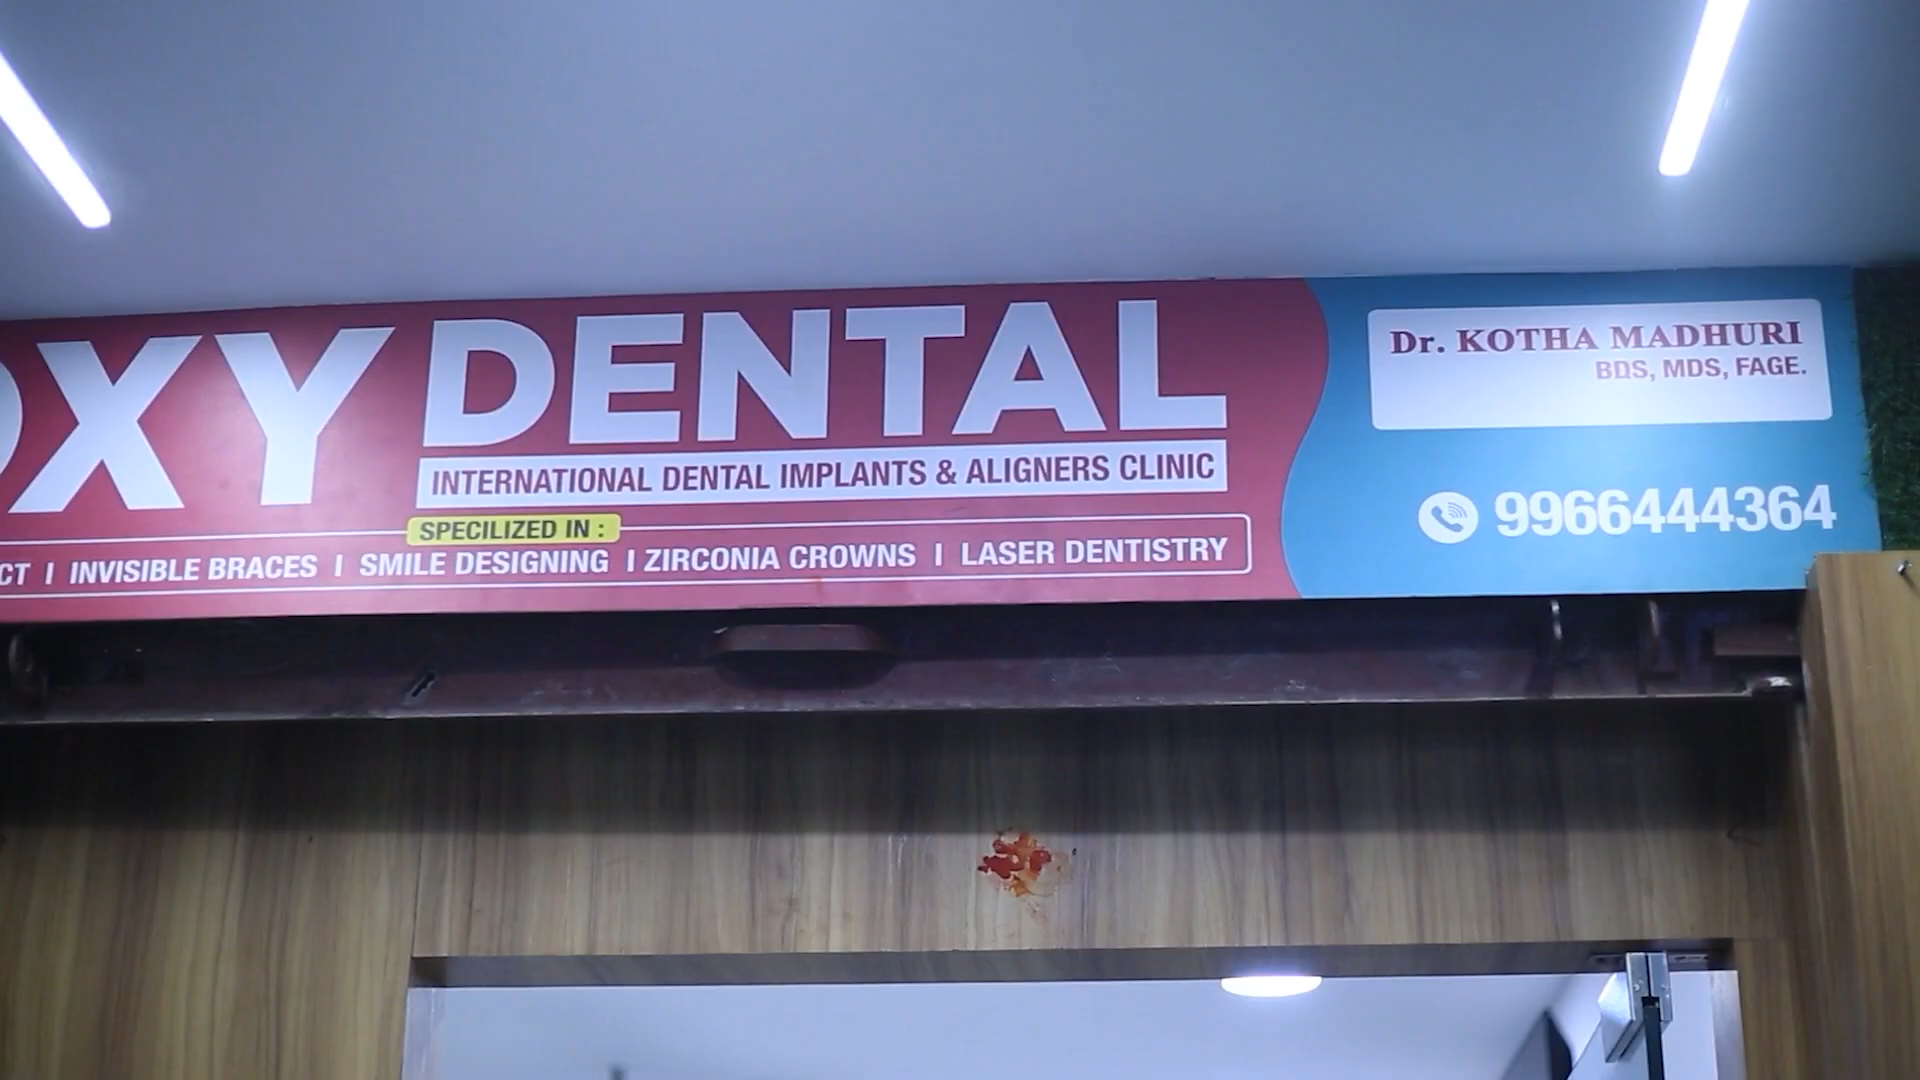 OXY DENTAL
INTERNATIONAL DENTAL IMPLANTS & ALIGNERS CLINIC
SPECILIZED IN :
CT I INVISIBLE BRACES I SMILE DESIGNING I ZIRCONIA CROWNS I LASER DENTISTRY
Dr. KOTHA MADHURI
BDS, MDS, FAGE.
9966444364